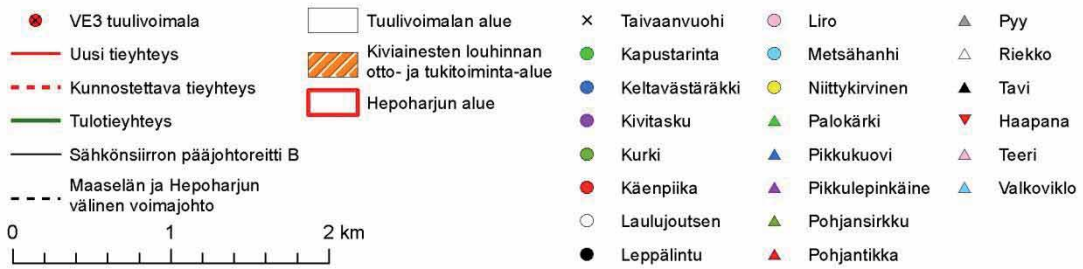 VE3 tuulivoimala
Uusi tieyhteys
Kunnostettava tieyhteys
Tulotieyhteys
Sähkönsiirron pääjohtoreitti B
Maaselän ja Hepoharjun
välinen voimajohto
0 1 2 km
Tuulivoimalan alue
Kiviainesten louhinnan
otto- ja tukitoiminta-alue
Hepoharjun alue
Taivaanvuohi
Kapustarinta
Keltavästäräkki
Kivitasku
Kurki
Käenpiika
Laulujoutsen
Leppälintu
Liro
Metsähanhi
Niittykirvinen
Palokärki
Pikkukuovi
Pikkulepinkäine
Pohjansirkku
Pohjantikka
Pyy
Riekko
Tavi
Haapana
Teeri
Valkoviklo